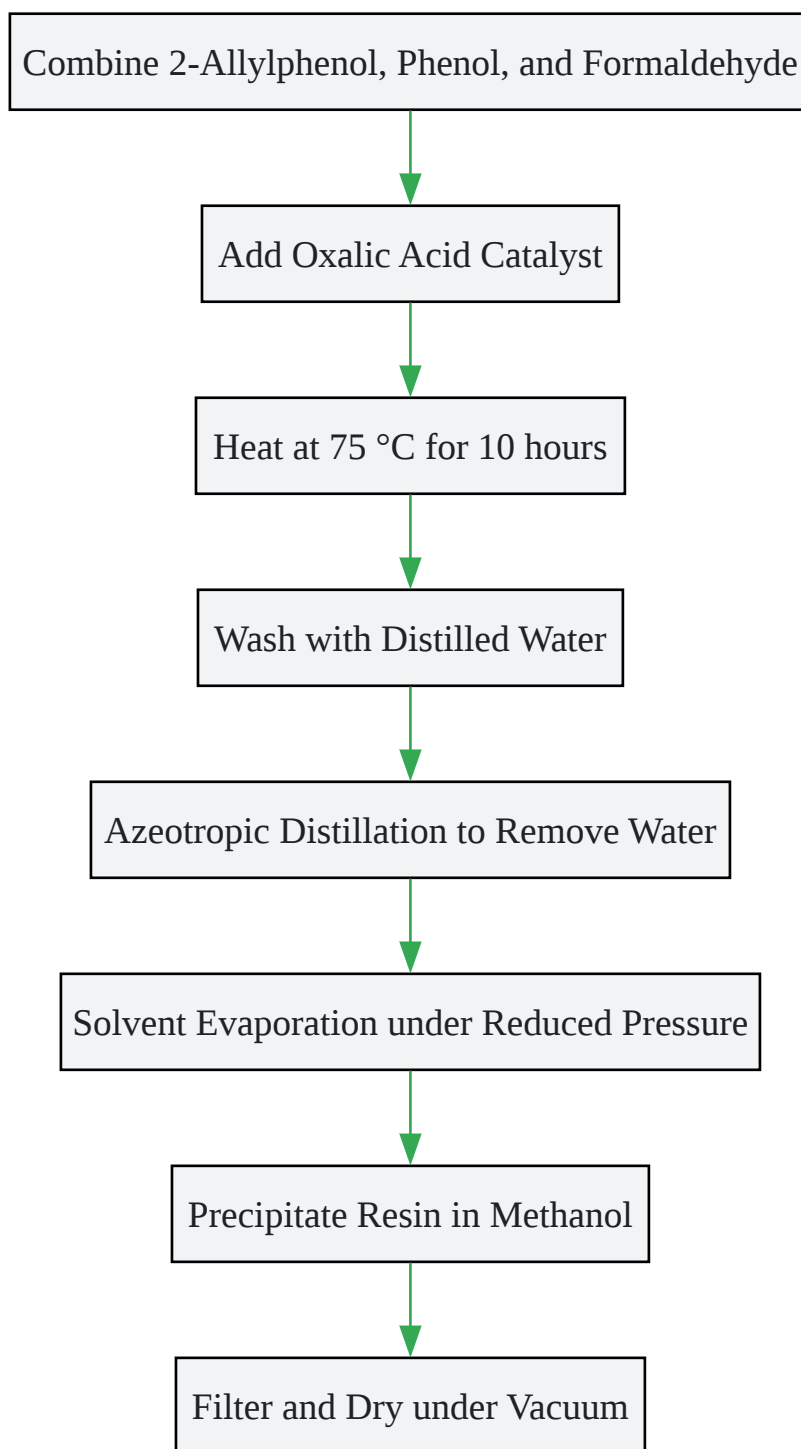 Combine 2-Allylphenol, Phenol, and Formaldehyde
Add Oxalic Acid Catalyst
Heat at 75 °C for 10 hours
Wash with Distilled Water
Azeotropic Distillation to Remove Water
Solvent Evaporation under Reduced Pressure
Precipitate Resin in Methanol
Filter and Dry under Vacuum